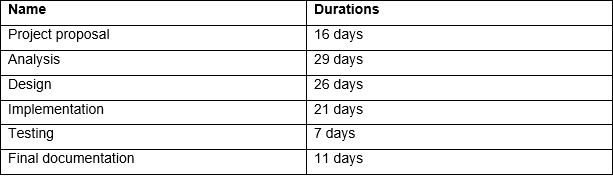 Name Durations
Project proposal 16 days
Analysis 29 days
Design 26 days
Implementation 21 days
Testing 7 days
Final documentation 11 days